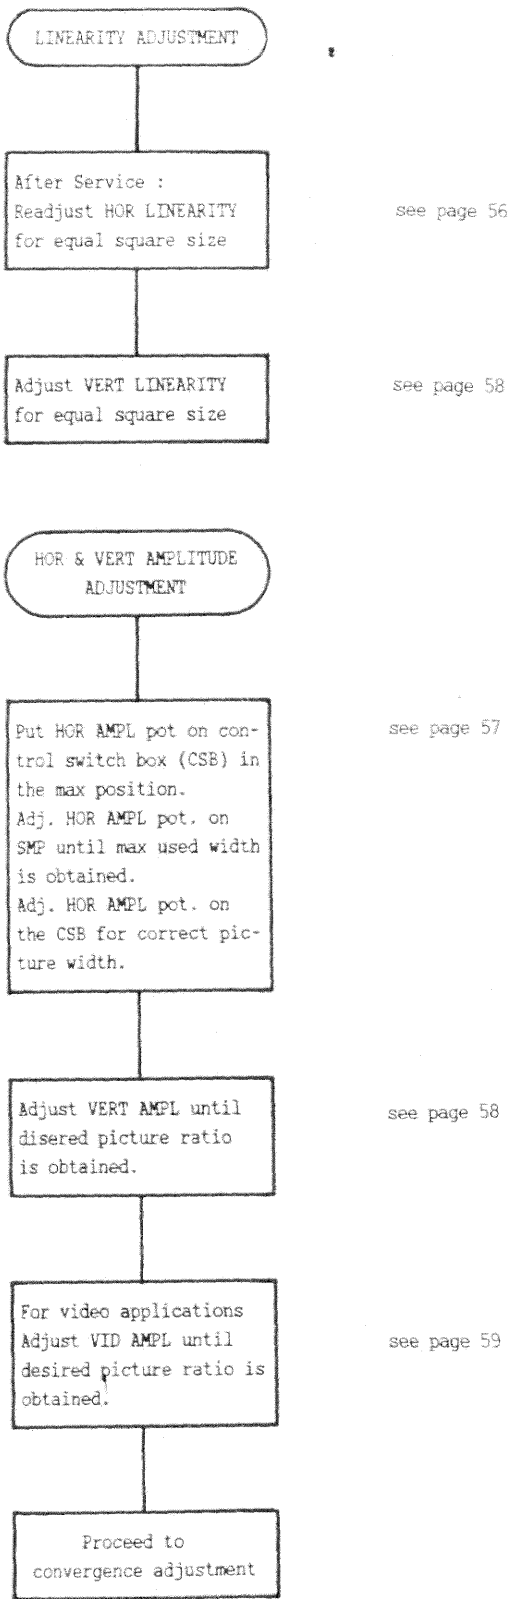 LINEARITY ADJUSTMENT
After Service :
Readjust HOR LINEARITY
for equal square size
see page 56
Adjust VERT LINEARITY
for equal square size
see page 58
HOR & VERT AMPLITUDE
ADJUSTMENT
Put HOR AMPL pot on con-
trol switch box (CSB) in
the max position.
Adj. HOR AMPL pot. on
SMP until max used width
is obtained.
Adj. HOR AMPL pot. on
the CSB for correct pic-
ture width.
see page 57
Adjust VERT AMPL until
disered picture ratio
is obtained.
see page 58
For video applications
Adjust VID AMPL until
desired picture ratio is
obtained.
see page 59
Proceed to
convergence adjustment